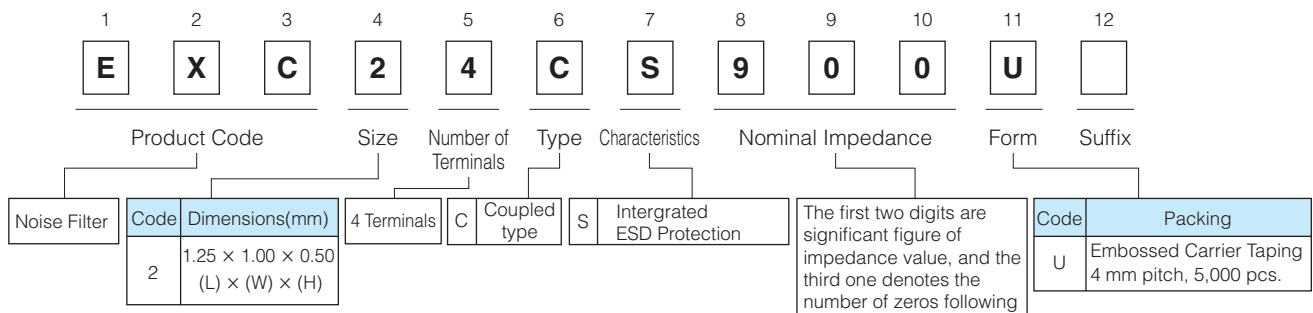 1 2 3 4 5 6 7 8 9 10 11 12
E X C 2 4 C S 9 0 0 U
Product Code Size Number of Terminals Type Characteristics Nominal Impedance Form Suffix
Noise Filter
Code Dimensions(mm)
2 1.25 × 1.00 × 0.50
(L) × (W) × (H)
4 Terminals
C Coupled
type
S Intergrated
ESD Protection
The first two digits are
significant figure of
impedance value, and the
third one denotes the
number of zeros following
Code Packing
U Embossed Carrier Taping
4 mm pitch, 5,000 pcs.